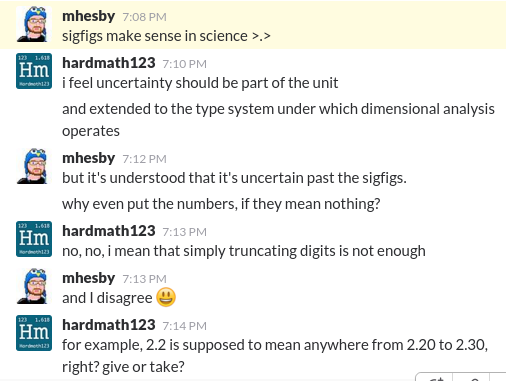 mhesby 7:08 PM
sigfigs make sense in science >.>
123 1.618
Hm
Hardmath123
hardmath123 7:10 PM
i feel uncertainty should be part of the unit
and extended to the type system under which dimensional analysis
operates
mhesby 7:12 PM
but it's understood that it's uncertain past the sigfigs.
why even put the numbers, if they mean nothing?
123 1.618
Hm
Hardmath123
hardmath123 7:13 PM
no, no, i mean that simply truncating digits is not enough
mhesby 7:13 PM
and I disagree 😃
123 1.618
Hm
Hardmath123
hardmath123 7:14 PM
for example, 2.2 is supposed to mean anywhere from 2.20 to 2.30,
right? give or take?